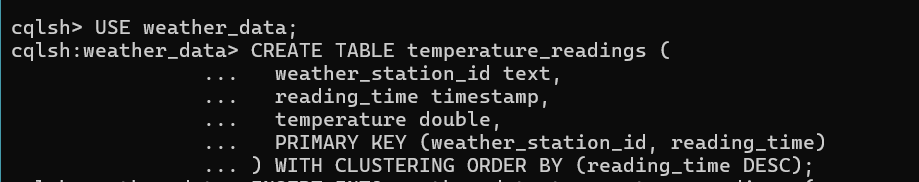 cqlsh> USE weather_data;
cqlsh:weather_data> CREATE TABLE temperature_readings (
... weather_station_id text,
... reading_time timestamp,
... temperature double,
... PRIMARY KEY (weather_station_id, reading_time)
... ) WITH CLUSTERING ORDER BY (reading_time DESC);